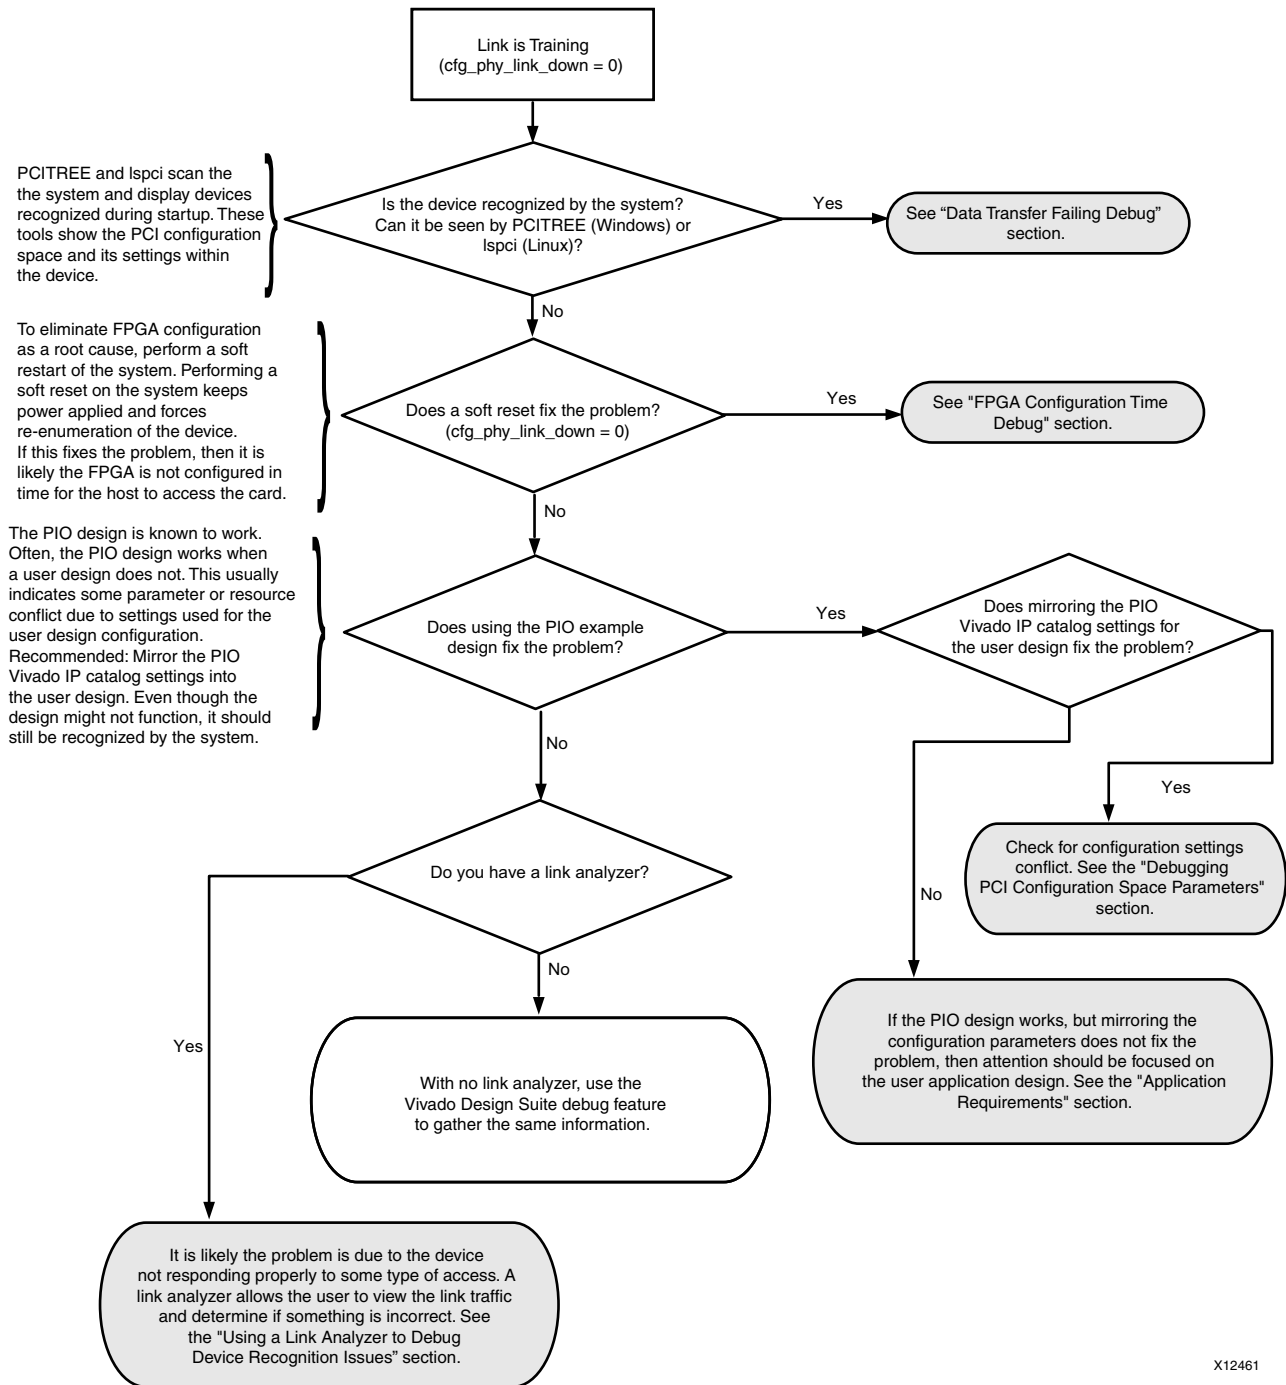 Link is Training
(cfg_phy_link_down = 0)
PCITREE and lspci scan the
the system and display devices
recognized during startup. These
tools show the PCI configuration
space and its settings within
the device.
Is the device recognized by the system?
Can it be seen by PCITREE (Windows) or
lspci (Linux)?
Yes
See “Data Transfer Failing Debug”
section.
No
To eliminate FPGA configuration
as a root cause, perform a soft
restart of the system. Performing a
soft reset on the system keeps
power applied and forces
re-enumeration of the device.
If this fixes the problem, then it is
likely the FPGA is not configured in
time for the host to access the card.
Does a soft reset fix the problem?
(cfg_phy_link_down = 0)
Yes
See "FPGA Configuration Time
Debug" section.
No
The PIO design is known to work.
Often, the PIO design works when
a user design does not. This usually
indicates some parameter or resource
conflict due to settings used for the
user design configuration.
Recommended: Mirror the PIO
Vivado IP catalog settings into
the user design. Even though the
design might not function, it should
still be recognized by the system.
Does using the PIO example
design fix the problem?
Yes
Does mirroring the PIO
Vivado IP catalog settings for
the user design fix the problem?
No
Yes
Check for configuration settings
conflict. See the "Debugging
PCI Configuration Space Parameters"
section.
Do you have a link analyzer?
No
No
If the PIO design works, but mirroring the
configuration parameters does not fix the
problem, then attention should be focused on
the user application design. See the "Application
Requirements" section.
Yes
With no link analyzer, use the
Vivado Design Suite debug feature
to gather the same information.
It is likely the problem is due to the device
not responding properly to some type of access. A
link analyzer allows the user to view the link traffic
and determine if something is incorrect. See
the "Using a Link Analyzer to Debug
Device Recognition Issues” section.
X12461